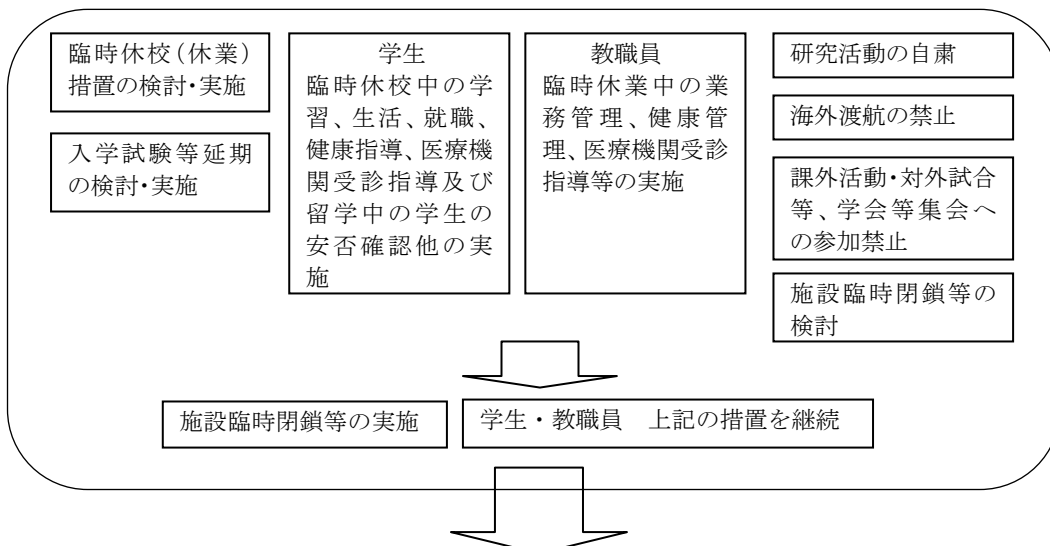 臨時休校(休業)
措置の検討・実施
入学試験等延期
の検討・実施
学生
臨時休校中の学
習、生活、就職、
健康指導、医療機
関受診指導及び
留学中の学生の
安否確認他の実
施
教職員
臨時休業中の業
務管理、健康管
理、医療機関受診
指導等の実施
研究活動の自粛
海外渡航の禁止
課外活動・対外試合
等、学会等集会へ
の参加禁止
施設臨時閉鎖等の
検討
施設臨時閉鎖等の実施
学生・教職員　上記の措置を継続